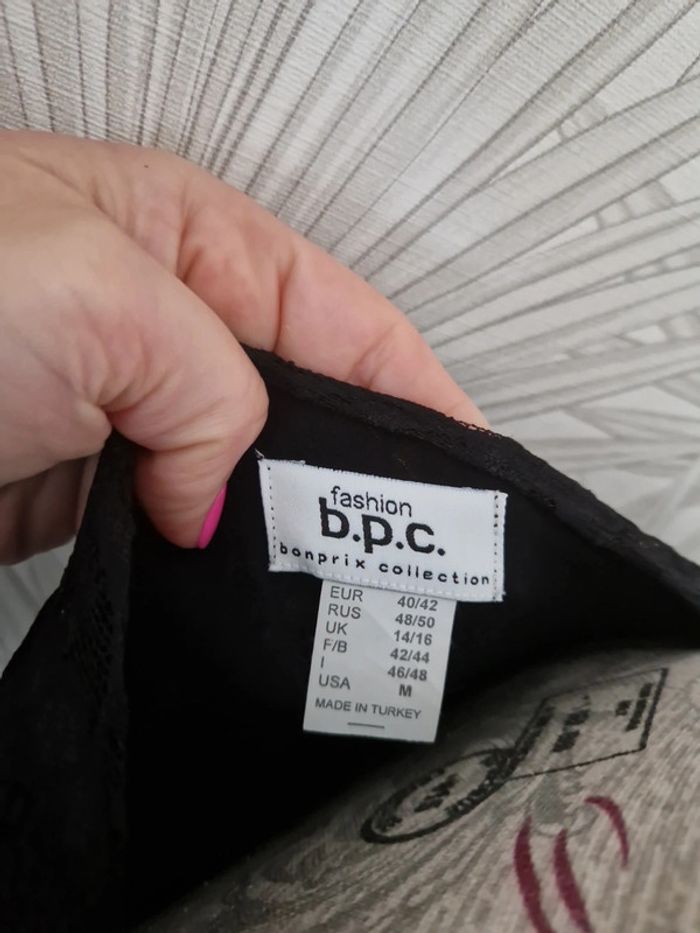 fashion
b.p.c.
bonprix collection
EUR 40/42
RUS 48/50
UK 14/16
F/B 42/44
I 46/48
USA M
MADE IN TURKEY